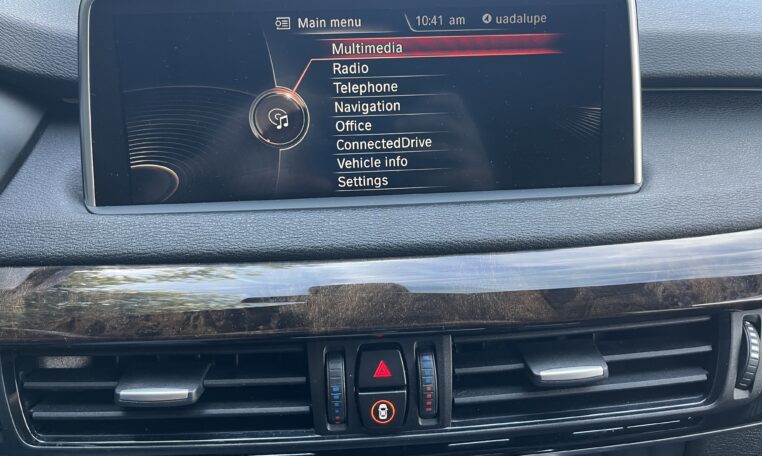 Main menu 10:41 am uadalupe
Multimedia
Radio
Telephone
Navigation
Office
ConnectedDrive
Vehicle info
Settings